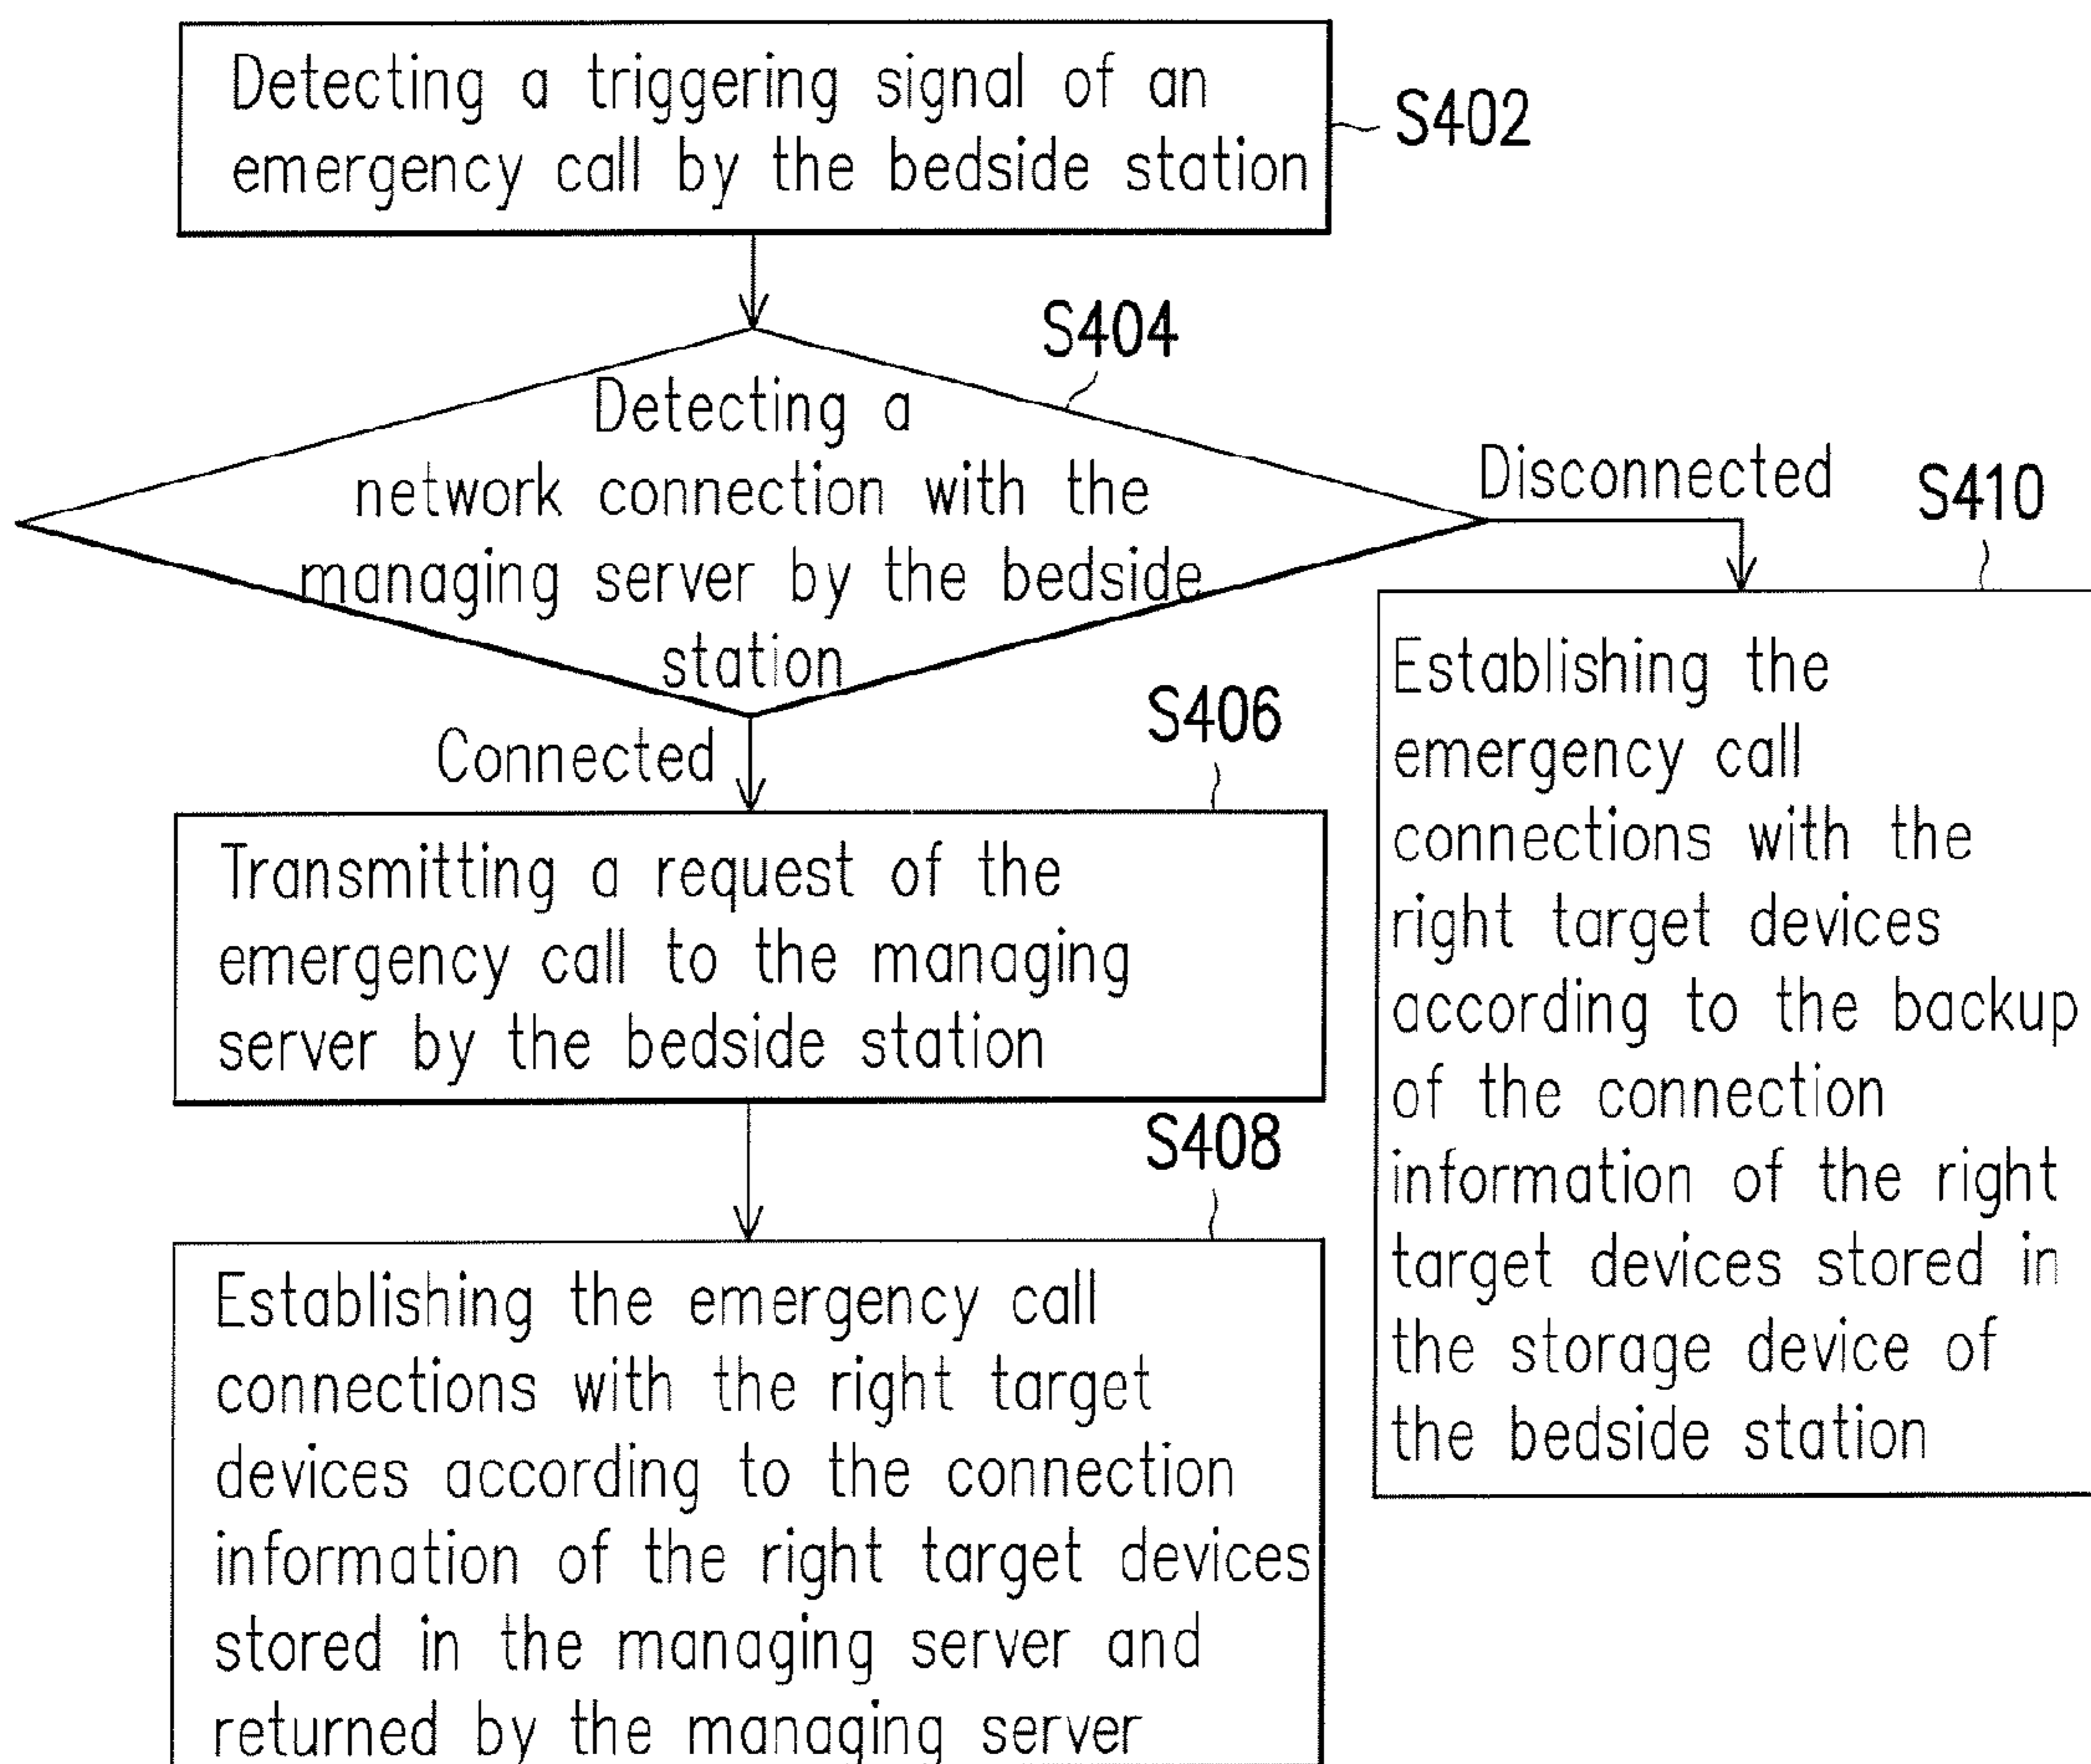 Detecting a triggering signal of an
emergency call by the bedside station
S402
S404
Detecting a
network connection with the
managing server by the bedside
station
Disconnected
S410
Connected
S406
Transmitting a request of the
emergency call to the managing
server by the bedside station
S408
Establishing the emergency call
connections with the right target
devices according to the connection
information of the right target devices
stored in the managing server and
returned by the managing server
Establishing the
emergency call
connections with the
right target devices
according to the backup
of the connection
information of the right
target devices stored in
the storage device of
the bedside station